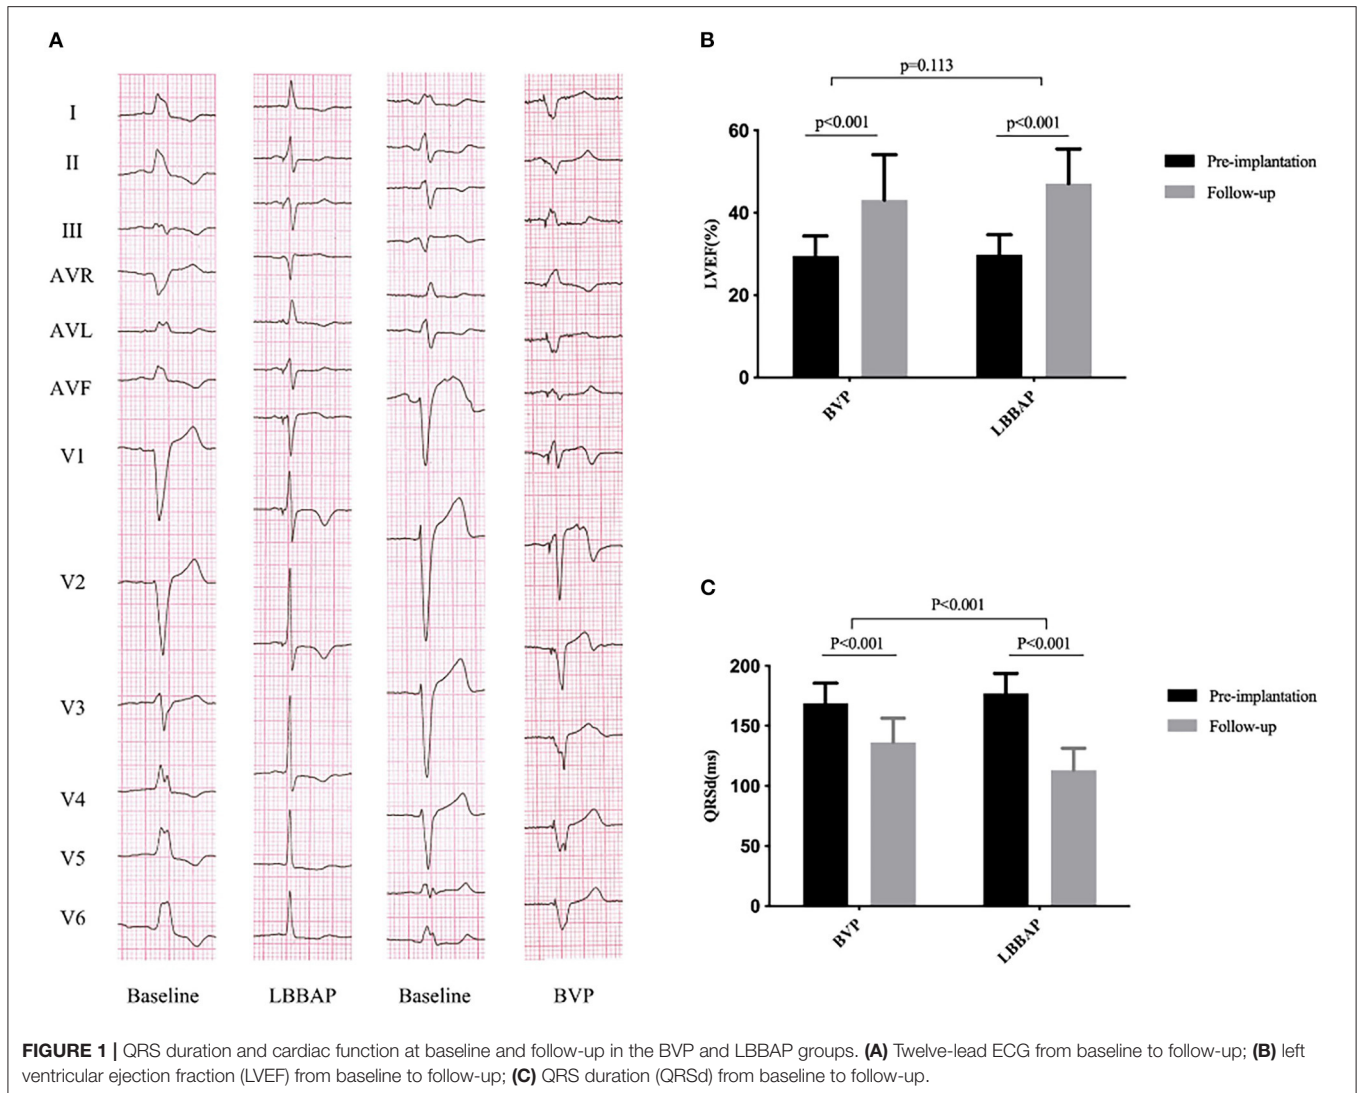 A
I
II
III
AVR
AVL
AVF
V1
V2
V3
V4
V5
V6
Baseline
LBBAP
Baseline
BVP
B
p=0.113
p<0.001
p<0.001
60
40
20
0
LVEF(%)
BVP
LBBAP
Pre-implantation
Follow-up
C
P<0.001
P<0.001
P<0.001
200
150
100
50
0
QRSd(ms)
BVP
LBBAP
Pre-implantation
Follow-up
FIGURE 1 | QRS duration and cardiac function at baseline and follow-up in the BVP and LBBAP groups. (A) Twelve-lead ECG from baseline to follow-up; (B) left
ventricular ejection fraction (LVEF) from baseline to follow-up; (C) QRS duration (QRSd) from baseline to follow-up.